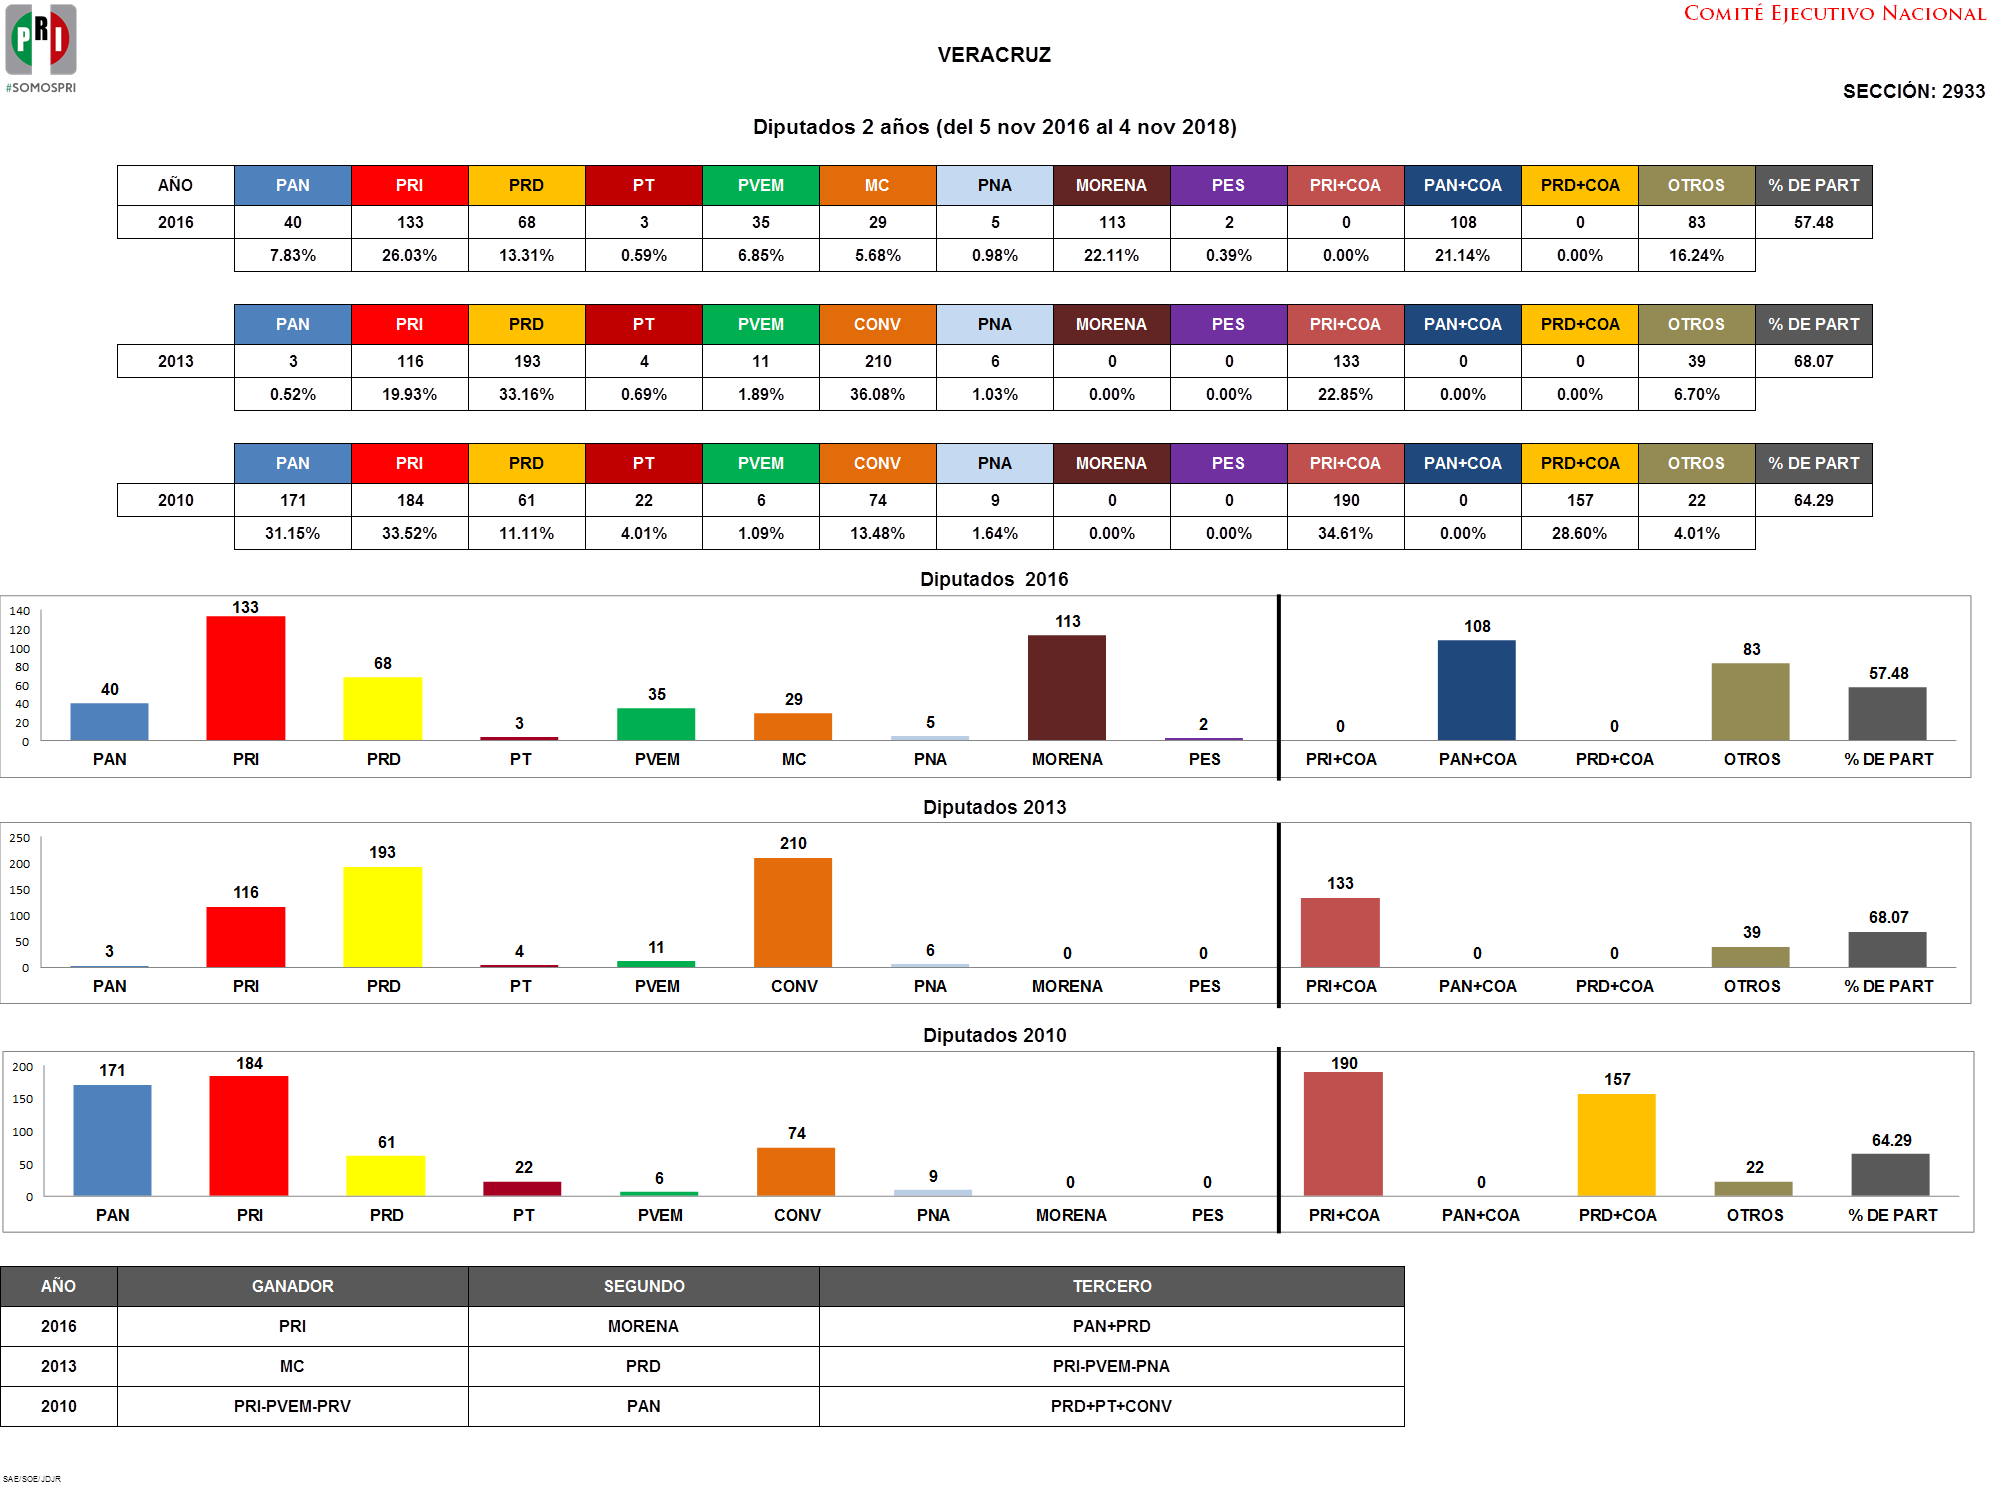 PRI
#SOMOSPRI
COMITÉ EJECUTIVO NACIONAL
VERACRUZ
SECCIÓN: 2933
Diputados 2 años (del 5 nov 2016 al 4 nov 2018)
AÑO PAN PRI PRD PT PVEM MC PNA MORENA PES PRI+COA PAN+COA PRD+COA OTROS % DE PART
2016 40 133 68 3 35 29 5 113 2 0 108 0 83 57.48
7.83% 26.03% 13.31% 0.59% 6.85% 5.68% 0.98% 22.11% 0.39% 0.00% 21.14% 0.00% 16.24%
PAN PRI PRD PT PVEM CONV PNA MORENA PES PRI+COA PAN+COA PRD+COA OTROS % DE PART
2013 3 116 193 4 11 210 6 0 0 133 0 0 39 68.07
0.52% 19.93% 33.16% 0.69% 1.89% 36.08% 1.03% 0.00% 0.00% 22.85% 0.00% 0.00% 6.70%
PAN PRI PRD PT PVEM CONV PNA MORENA PES PRI+COA PAN+COA PRD+COA OTROS % DE PART
2010 171 184 61 22 6 74 9 0 0 190 0 157 22 64.29
31.15% 33.52% 11.11% 4.01% 1.09% 13.48% 1.64% 0.00% 0.00% 34.61% 0.00% 28.60% 4.01%
Diputados 2016
140
120
100
80
60
40
20
0
40 133 68 3 35 29 5 113 2 0 108 0 83 57.48
PAN PRI PRD PT PVEM MC PNA MORENA PES PRI+COA PAN+COA PRD+COA OTROS % DE PART
Diputados 2013
250
200
150
100
50
0
3 116 193 4 11 210 6 0 0 133 0 0 39 68.07
PAN PRI PRD PT PVEM CONV PNA MORENA PES PRI+COA PAN+COA PRD+COA OTROS % DE PART
Diputados 2010
200
150
100
50
0
171 184 61 22 6 74 9 0 0 190 0 157 22 64.29
PAN PRI PRD PT PVEM CONV PNA MORENA PES PRI+COA PAN+COA PRD+COA OTROS % DE PART
AÑO GANADOR SEGUNDO TERCERO
2016 PRI MORENA PAN+PRD
2013 MC PRD PRI-PVEM-PNA
2010 PRI-PVEM-PRV PAN PRD+PT+CONV
SAE/SOE/JDJR